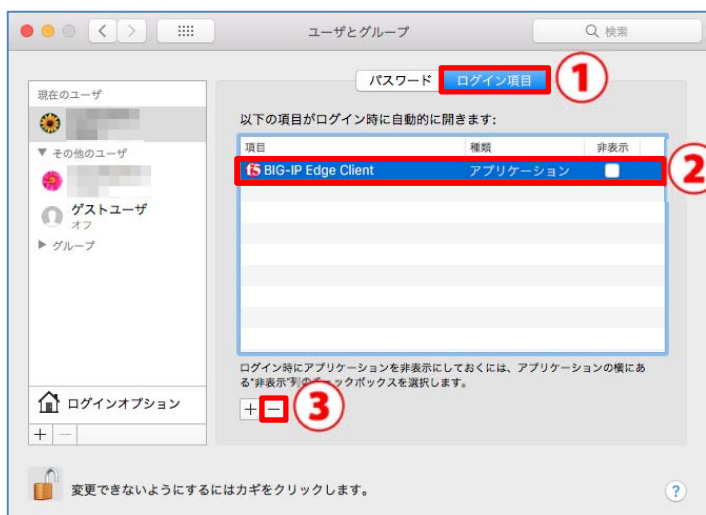 ユーザとグループ
検索
パスワード
ログイン項目
①
現在のユーザ
その他のユーザ
ゲストユーザ
オフ
グループ
ログインオプション
+ −
以下の項目がログイン時に自動的に開きます:
項目 種類 非表示
f5 BIG-IP Edge Client アプリケーション
②
ログイン時にアプリケーションを非表示にしておくには、アプリケーションの横にあ
る“非表示”列のチェックボックスを選択します。
+ −
③
変更できないようにするにはカギをクリックします。
?